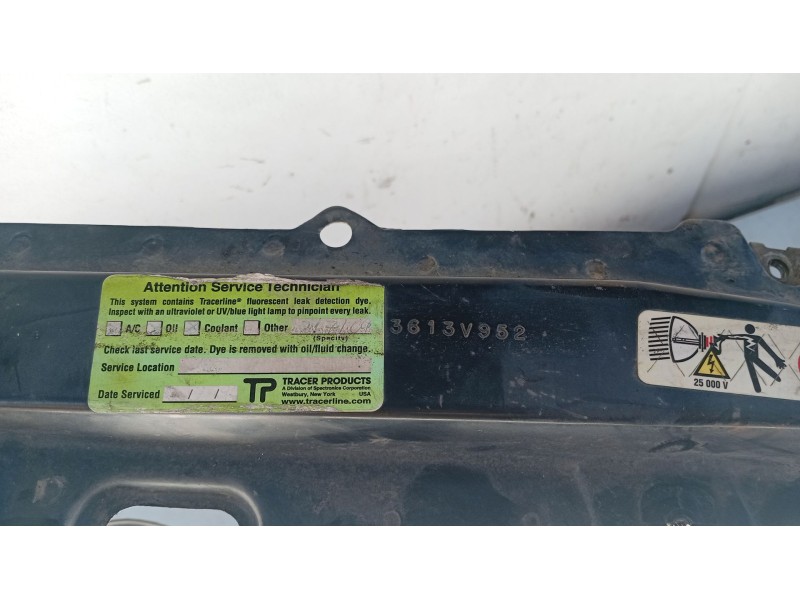 Attention Service Technician
This system contains Tracerline® fluorescent leak detection dye.
Inspect with an ultraviolet or UV/blue light lamp to pinpoint every leak.
A/C Oil Coolant Other
(Specify)
Check last service date. Dye is removed with oil/fluid change.
Service Location
Date Serviced / /
TP TRACER PRODUCTS
A Division of Spectronics Corporation
Westbury, New York USA
www.tracerline.com
3613V952
25 000 V